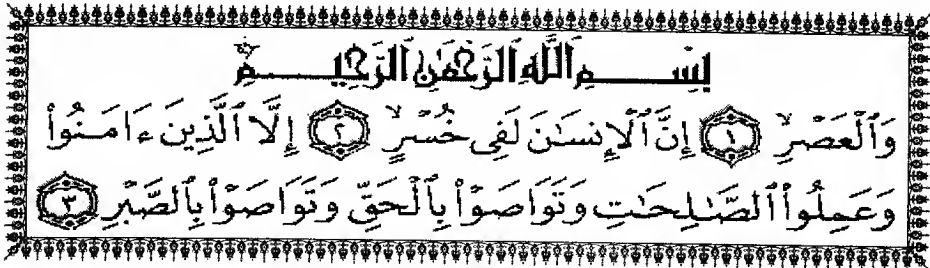 بِسْمِ ٱللَّهِ ٱلرَّحْمَٰنِ ٱلرَّحِيمِ
وَٱلْعَصْرِ ۙ ١ إِنَّ ٱلْإِنسَٰنَ لَفِى خُسْرٍ ۙ ٢ إِلَّا ٱلَّذِينَ ءَامَنُوا۟
وَعَمِلُوا۟ ٱلصَّٰلِحَٰتِ وَتَوَاصَوْا۟ بِٱلْحَقِّ وَتَوَاصَوْا۟ بِٱلصَّبْرِ ٣